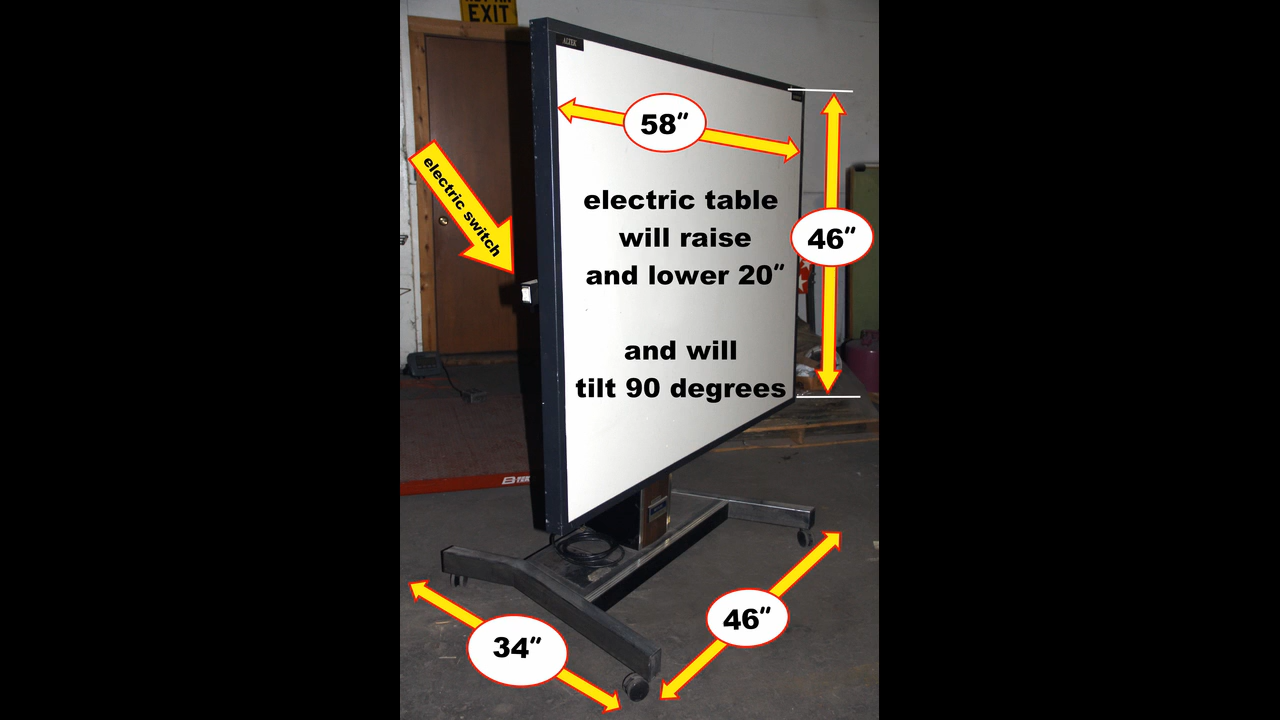 EXIT
ALTEK
58"
electric switch
electric table
will raise
46"
and lower 20"
and will
tilt 90 degrees
46"
34"